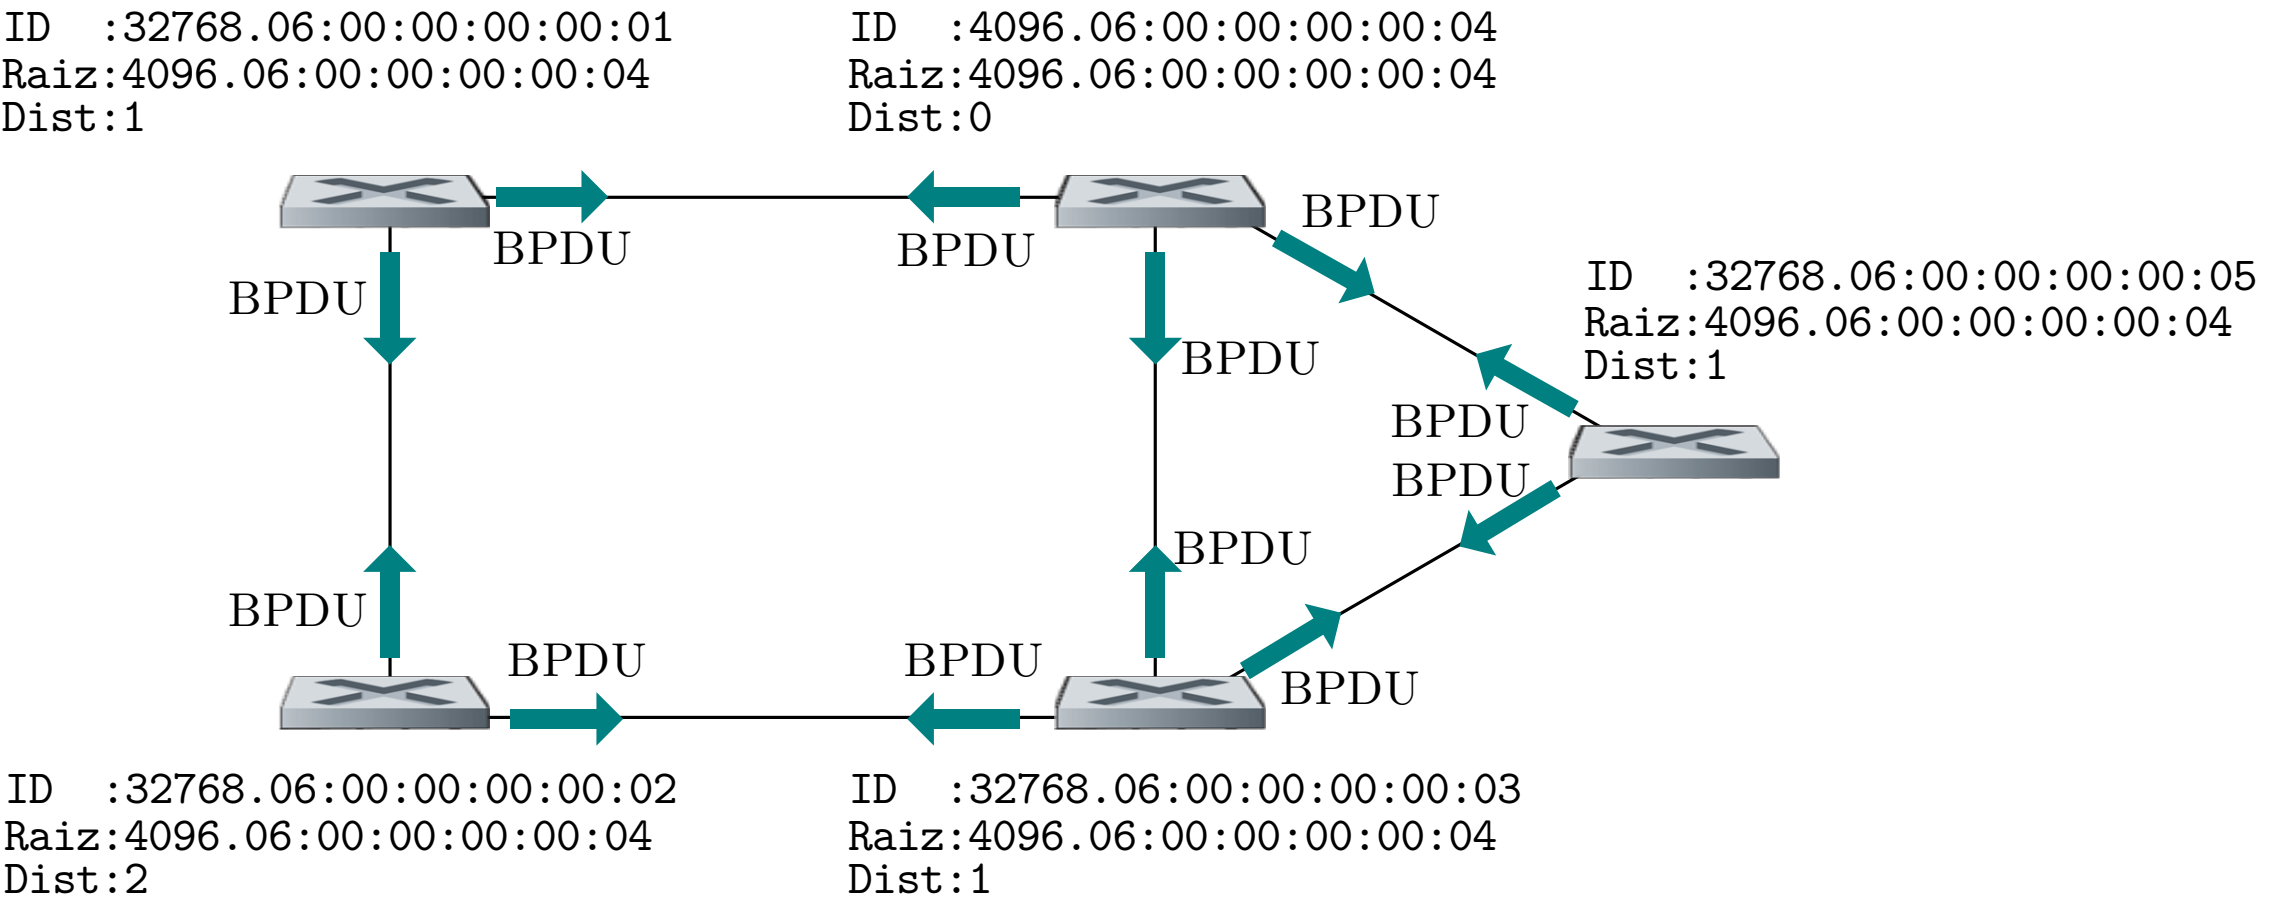 ID  :32768.06:00:00:00:00:01
Raiz:4096.06:00:00:00:00:04
Dist:1
ID  :4096.06:00:00:00:00:04
Raiz:4096.06:00:00:00:00:04
Dist:0
BPDU
BPDU
BPDU
BPDU
BPDU
ID  :32768.06:00:00:00:00:05
Raiz:4096.06:00:00:00:00:04
Dist:1
BPDU
BPDU
BPDU
BPDU
BPDU
BPDU
BPDU
ID  :32768.06:00:00:00:00:02
Raiz:4096.06:00:00:00:00:04
Dist:2
ID  :32768.06:00:00:00:00:03
Raiz:4096.06:00:00:00:00:04
Dist:1